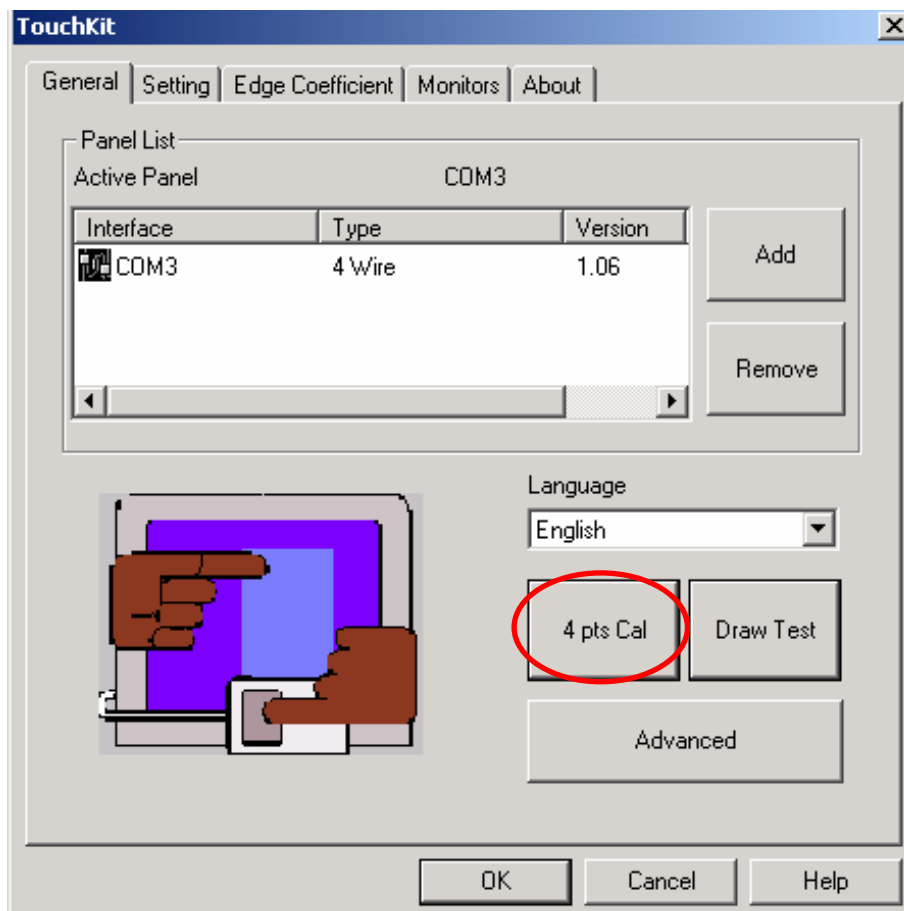 TouchKit
General Setting Edge Coefficient Monitors About
Panel List
Active Panel COM3
Interface Type Version
COM3 4 Wire 1.06
Add
Remove
Language
English
4 pts Cal Draw Test
Advanced
OK Cancel Help